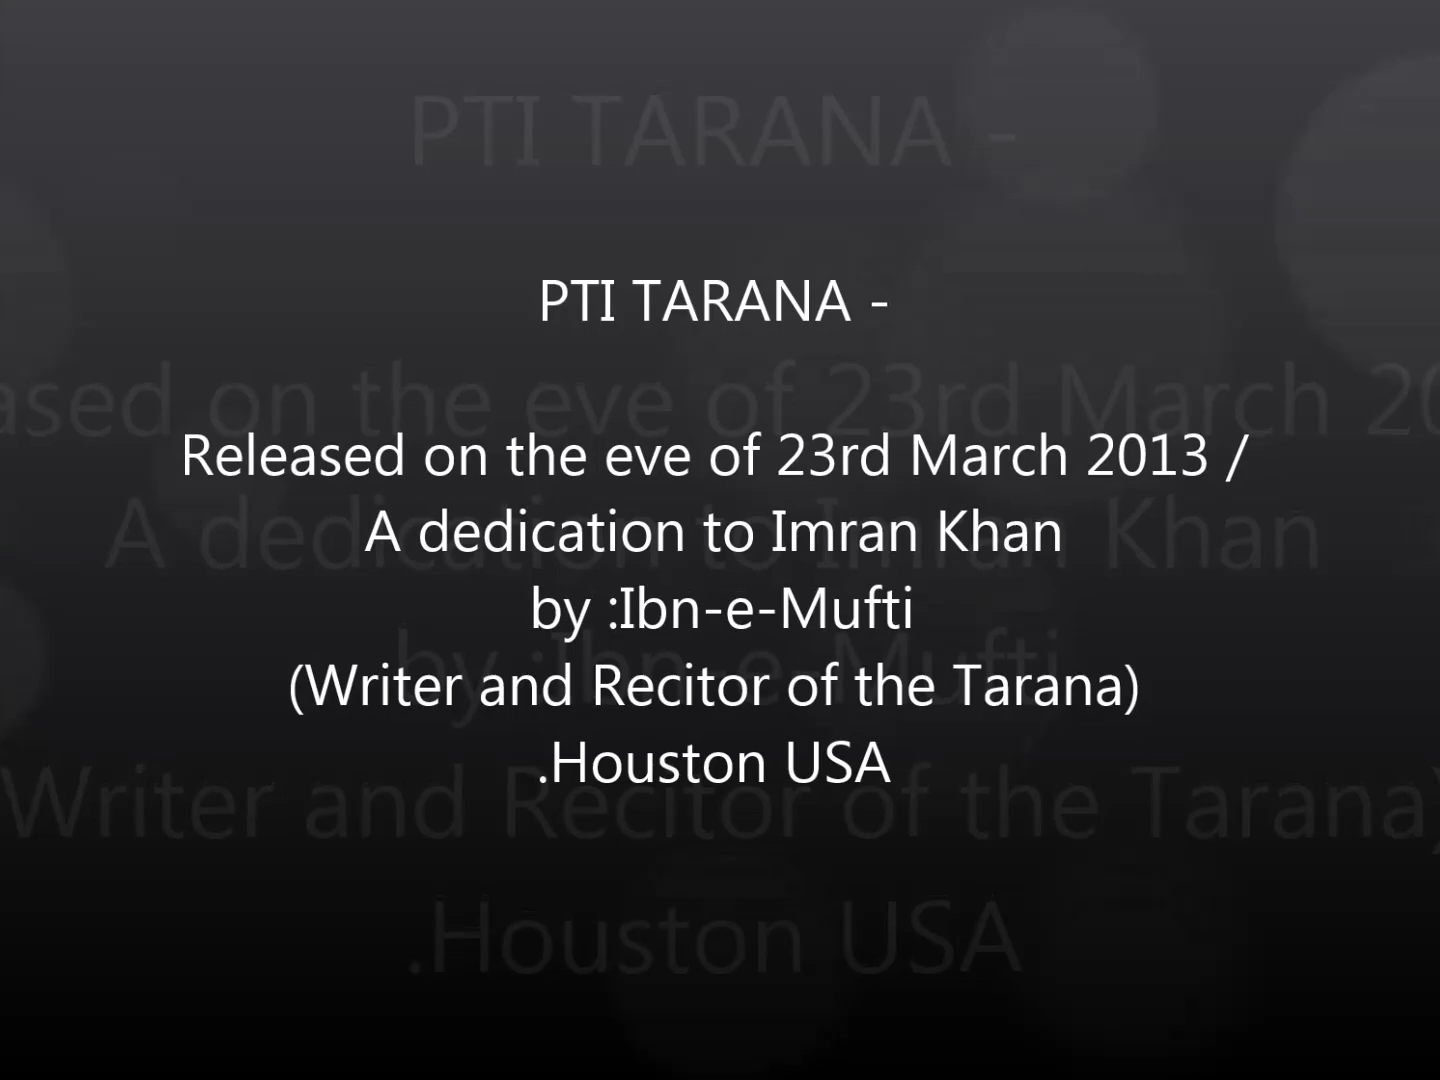 PTI TARANA -
Released on the eve of 23rd March 2013 /
A dedication to Imran Khan
by :Ibn-e-Mufti
(Writer and Recitor of the Tarana)
.Houston USA